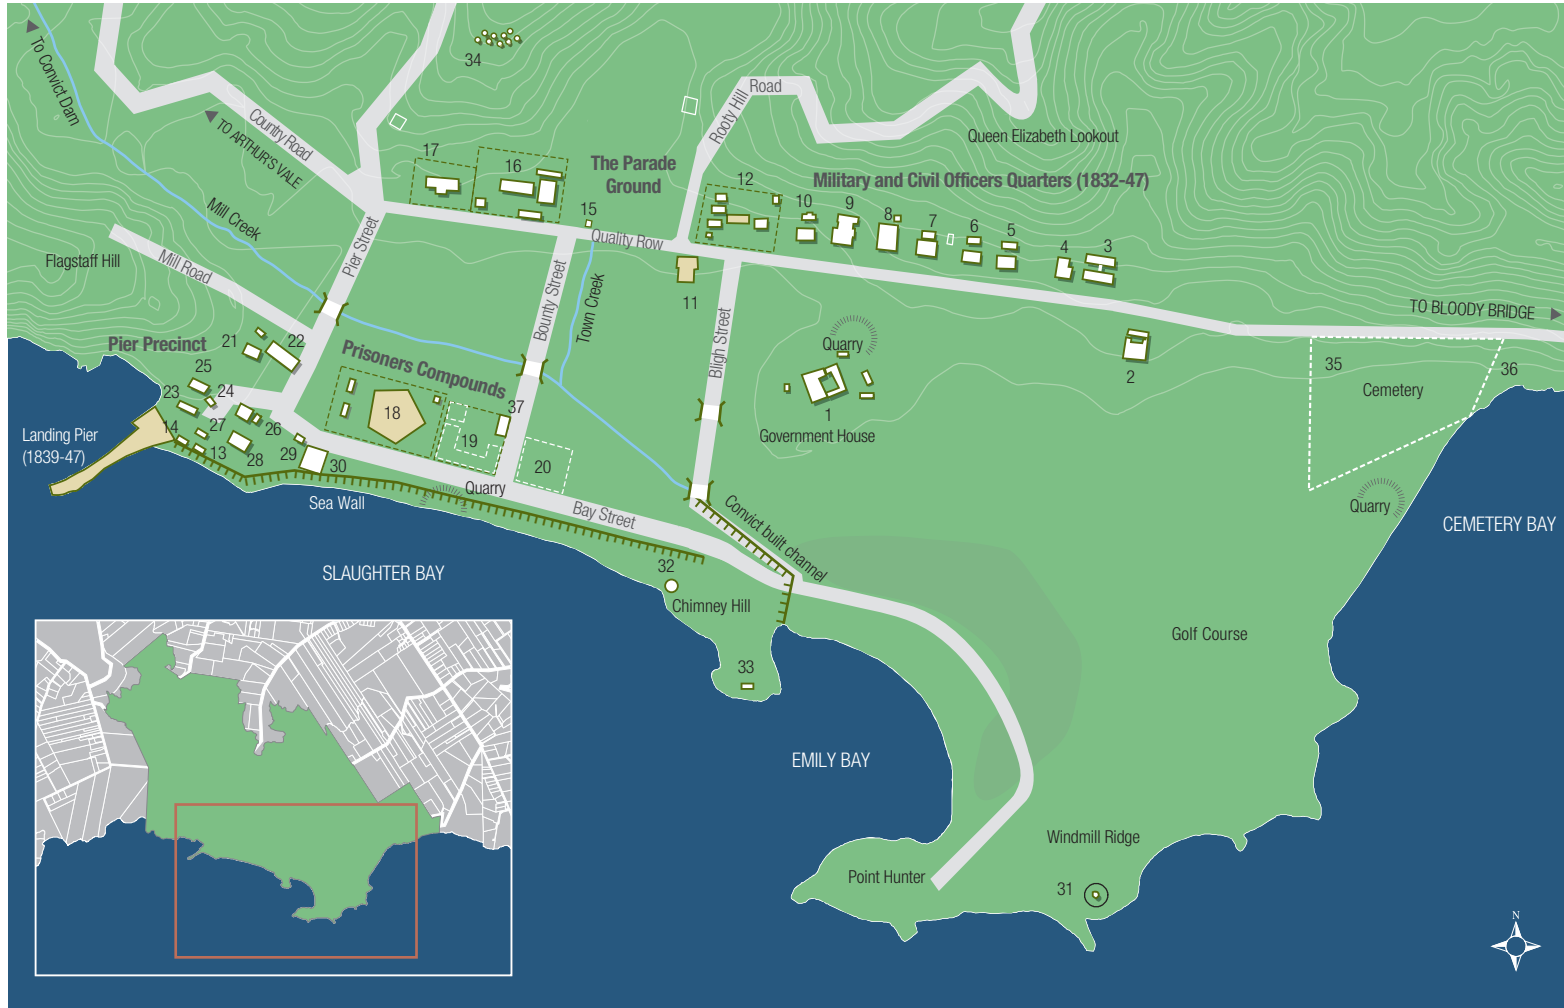 To Convict Dam
34
Country Road
TO ARTHUR'S VALE
Rooty Hill
Road
Queen Elizabeth Lookout
17
16
The Parade
Ground
15
12
Military and Civil Officers Quarters (1832-47)
10
9
8
7
6
5
4
3
Mill Creek
Pier Street
Quality Row
Flagstaff Hill
Mill Road
Bounty Street
Town Creek
11
Bligh Street
TO BLOODY BRIDGE
Quarry
2
35
36
Cemetery
Pier Precinct
21
22
Prisoners Compounds
25
23
24
18
37
19
20
1
Government House
Landing Pier
(1839-47)
14
27
26
13
28
29
30
Quarry
Sea Wall
Bay Street
Convict built channel
Quarry
CEMETERY BAY
SLAUGHTER BAY
32
Chimney Hill
33
Golf Course
EMILY BAY
Windmill Ridge
Point Hunter
31
N